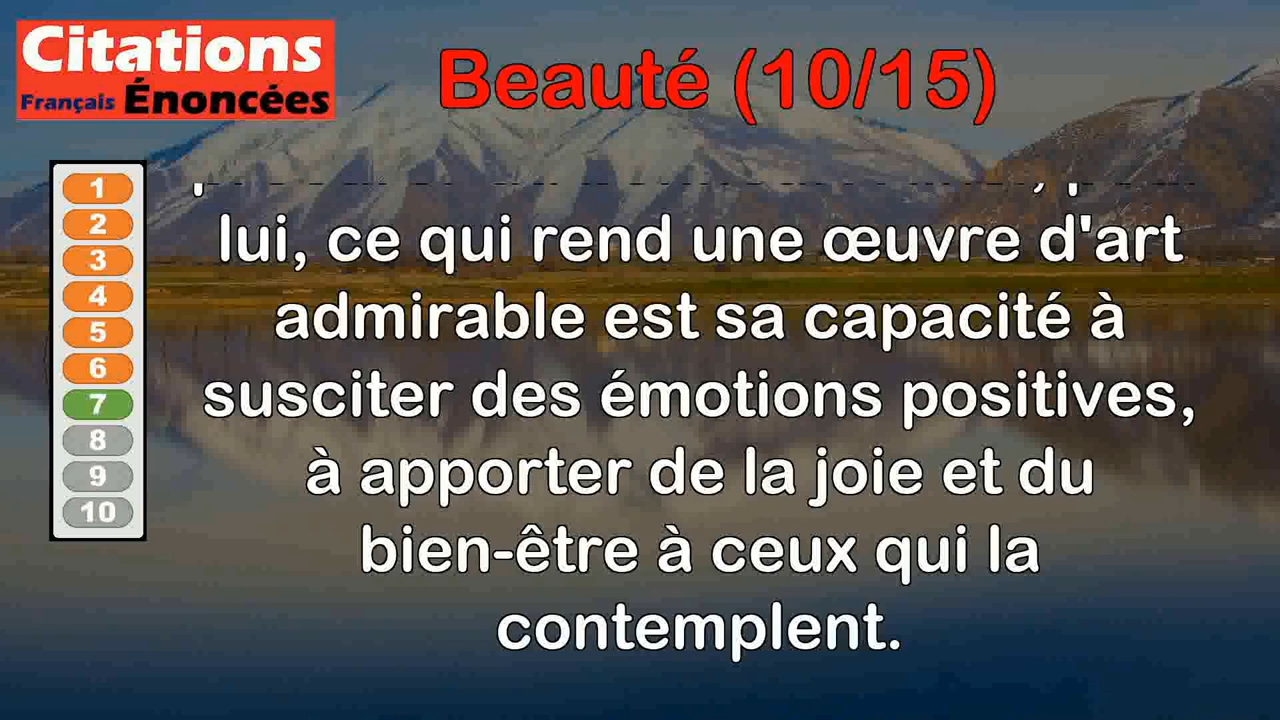 Citations
Français Énoncées
Beauté (10/15)
1
2
3
4
5
6
7
8
9
10
lui, ce qui rend une œuvre d'art
admirable est sa capacité à
susciter des émotions positives,
à apporter de la joie et du
bien-être à ceux qui la
contemplent.